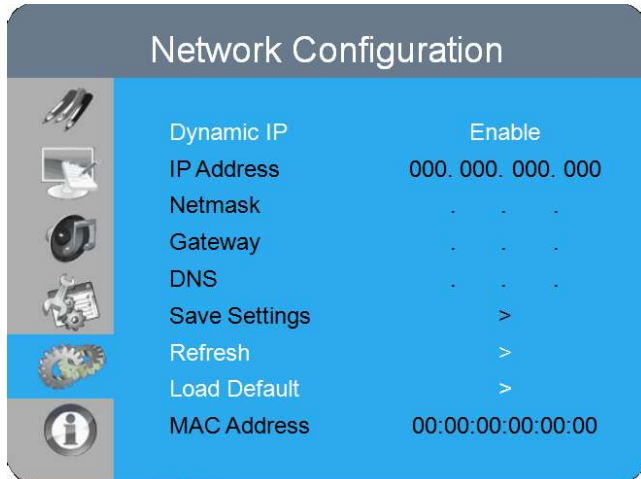 Network Configuration
Dynamic IP Enable
IP Address 000. 000. 000. 000
Netmask . . .
Gateway . . .
DNS . . .
Save Settings >
Refresh >
Load Default >
MAC Address 00:00:00:00:00:00